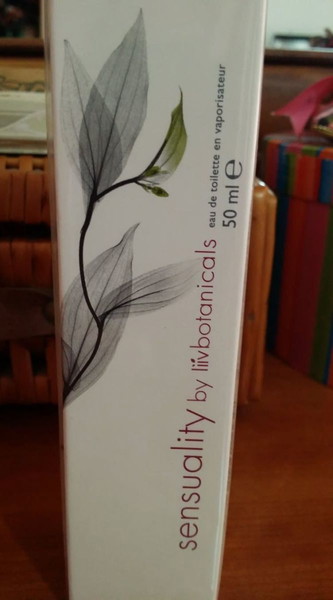 sensuality by liivbotanicals
eau de toilette en vaporisateur
50 ml e